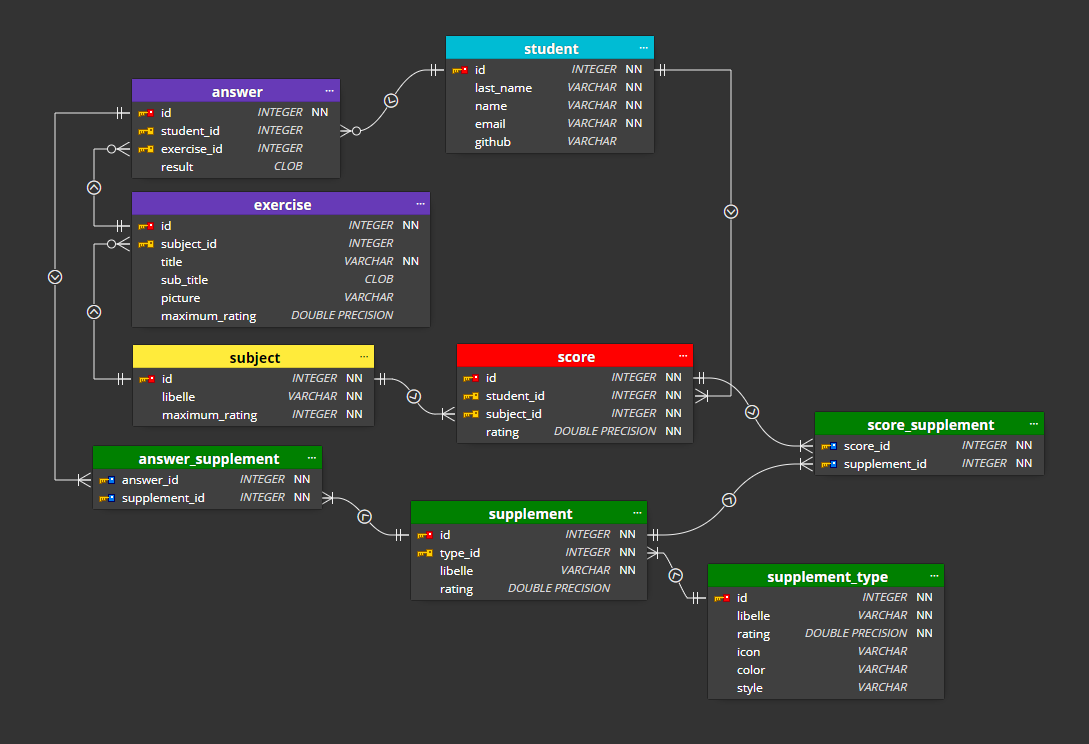 student ...
id INTEGER NN
last_name VARCHAR NN
name VARCHAR NN
email VARCHAR NN
github VARCHAR
answer ...
id INTEGER NN
student_id INTEGER
exercise_id INTEGER
result CLOB
exercise ...
id INTEGER NN
subject_id INTEGER
title VARCHAR NN
sub_title CLOB
picture VARCHAR
maximum_rating DOUBLE PRECISION
subject ...
id INTEGER NN
libelle VARCHAR NN
maximum_rating INTEGER NN
score ...
id INTEGER NN
student_id INTEGER NN
subject_id INTEGER NN
rating DOUBLE PRECISION NN
score_supplement ...
score_id INTEGER NN
supplement_id INTEGER NN
answer_supplement ...
answer_id INTEGER NN
supplement_id INTEGER NN
supplement ...
id INTEGER NN
type_id INTEGER NN
libelle VARCHAR NN
rating DOUBLE PRECISION
supplement_type ...
id INTEGER NN
libelle VARCHAR NN
rating DOUBLE PRECISION NN
icon VARCHAR
color VARCHAR
style VARCHAR